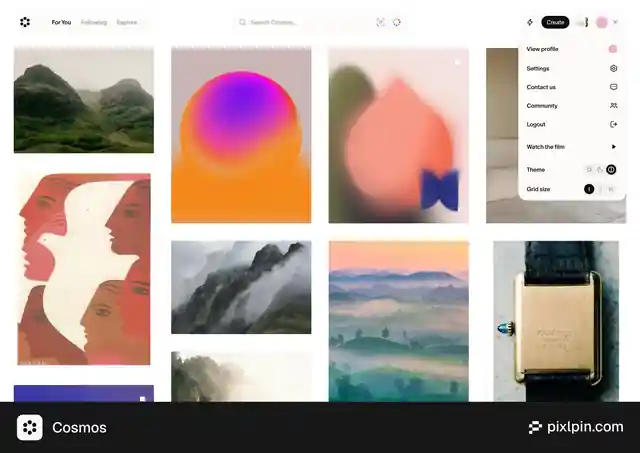 For You Following Explore
Search Cosmos...
Create
View profile
Settings
Contact us
Community
Logout
Watch the film
Theme
Grid size
Cosmos
pixlpin.com